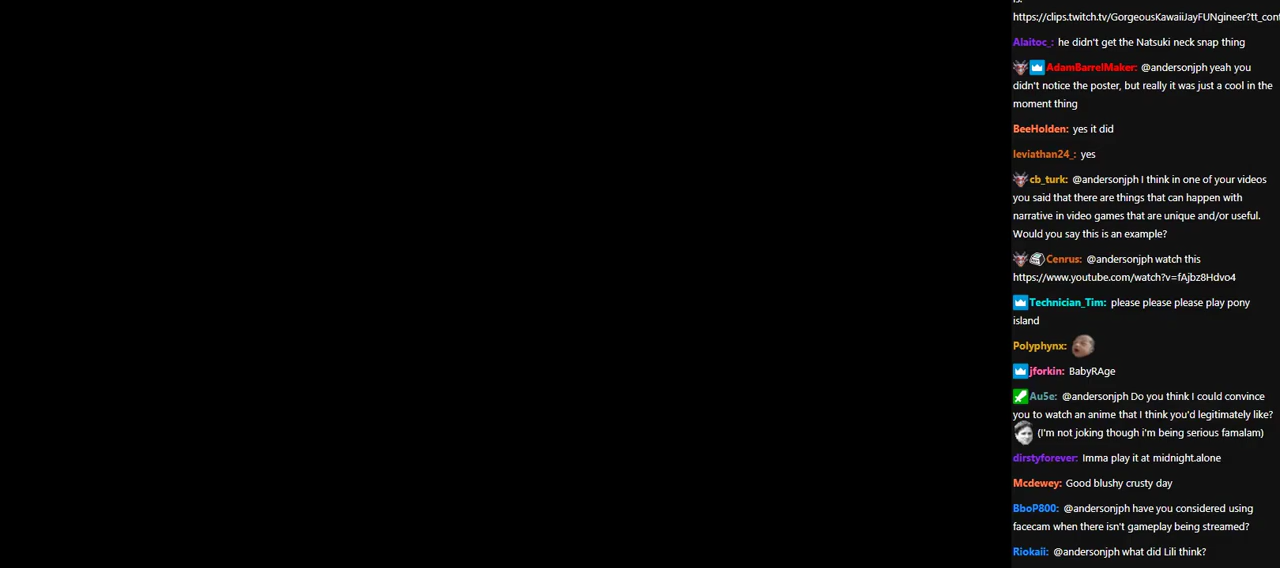 https://clips.twitch.tv/GorgeousKawaiiJayFUNgineer?tt_cont
Alaitoc_: he didn't get the Natsuki neck snap thing
AdamBarrelMaker: @andersonjph yeah you
didn't notice the poster, but really it was just a cool in the
moment thing
BeeHolden: yes it did
leviathan24_: yes
cb_turk: @andersonjph I think in one of your videos
you said that there are things that can happen with
narrative in video games that are unique and/or useful.
Would you say this is an example?
Cenrus: @andersonjph watch this
https://www.youtube.com/watch?v=fAjbz8Hdvo4
Technician_Tim: please please please play pony
island
Polyphynx:
jforkin: BabyRAge
Au5e: @andersonjph Do you think I could convince
you to watch an anime that I think you'd legitimately like?
(I'm not joking though i'm being serious famalam)
dirstyforever: Imma play it at midnight.alone
Mcdewey: Good blushy crusty day
BboP800: @andersonjph have you considered using
facecam when there isn't gameplay being streamed?
Riokaii: @andersonjph what did Lili think?